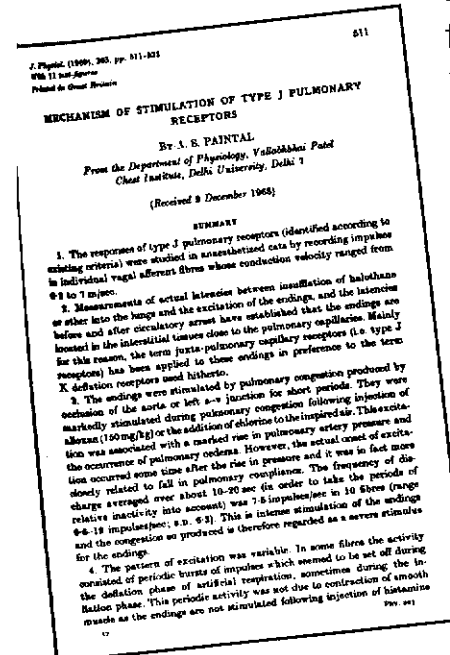 511
J. Physiol. (1969), 203, pp. 511-532
With 11 text-figures
Printed in Great Britain
MECHANISM OF STIMULATION OF TYPE J PULMONARY
RECEPTORS
BY A. S. PAINTAL
From the Department of Physiology, Vallabhbhai Patel
Chest Institute, Delhi University, Delhi 7
(Received 9 December 1968)
SUMMARY
1. The responses of type J pulmonary receptors (identified according to
existing criteria) were studied in anaesthetized cats by recording impulses
in individual vagal afferent fibres whose conduction velocity ranged from
to 7 m/sec.
2. Measurements of actual latencies between insufflation of halothane
or ether into the lungs and the excitation of the endings, and the latencies
before and after circulatory arrest have established that the endings are
located in the interstitial tissues close to the pulmonary capillaries. Mainly
for this reason, the term juxta-pulmonary capillary receptors (i.e. type J
receptors) has been applied to these endings in preference to the term
X deflation receptors used hitherto.
3. The endings were stimulated by pulmonary congestion produced by
occlusion of the aorta or left a-v junction for short periods. They were
markedly stimulated during pulmonary congestion following injection of
alloxan (150 mg/kg) or the addition of chlorine to the inspired air. This excita-
tion was associated with a marked rise in pulmonary artery pressure and
the occurrence of pulmonary oedema. However, the actual onset of excita-
tion occurred some time after the rise in pressure and it was in fact more
closely related to fall in pulmonary compliance. The frequency of dis-
charge averaged over about 10-20 sec (in order to take the periods of
relative inactivity into account) was 7·5 impulses/sec in 10 fibres (range
impulses/sec; S.D. ). This is intense stimulation of the endings
and the congestion so produced is therefore regarded as a severe stimulus
for the endings.
4. The pattern of excitation was variable. In some fibres the activity
consisted of periodic bursts of impulses which seemed to be set off during
the deflation phase of artificial respiration, sometimes during the in-
flation phase. This periodic activity was not due to contraction of smooth
muscle as the endings are not stimulated following injection of histamine
17 Phy. 203